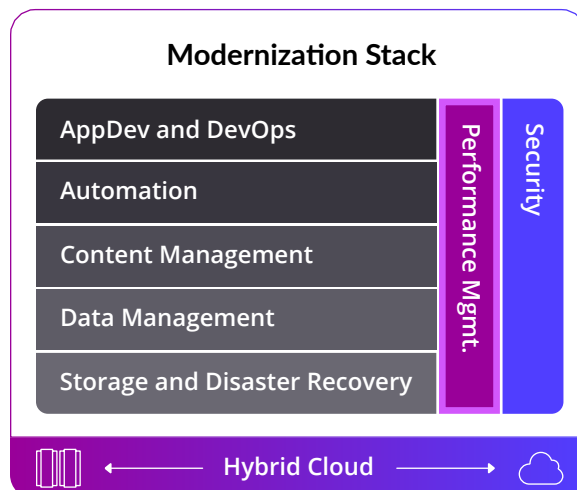 Modernization Stack
AppDev and DevOps
Automation
Content Management
Data Management
Storage and Disaster Recovery
Performance Mgmt.
Security
Hybrid Cloud